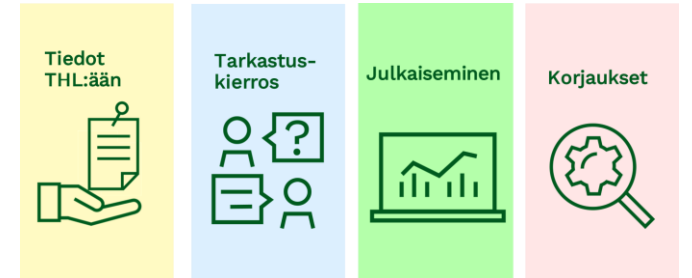 Tiedot
THL:ään
Tarkastus-
kierros
Julkaiseminen
Korjaukset
?